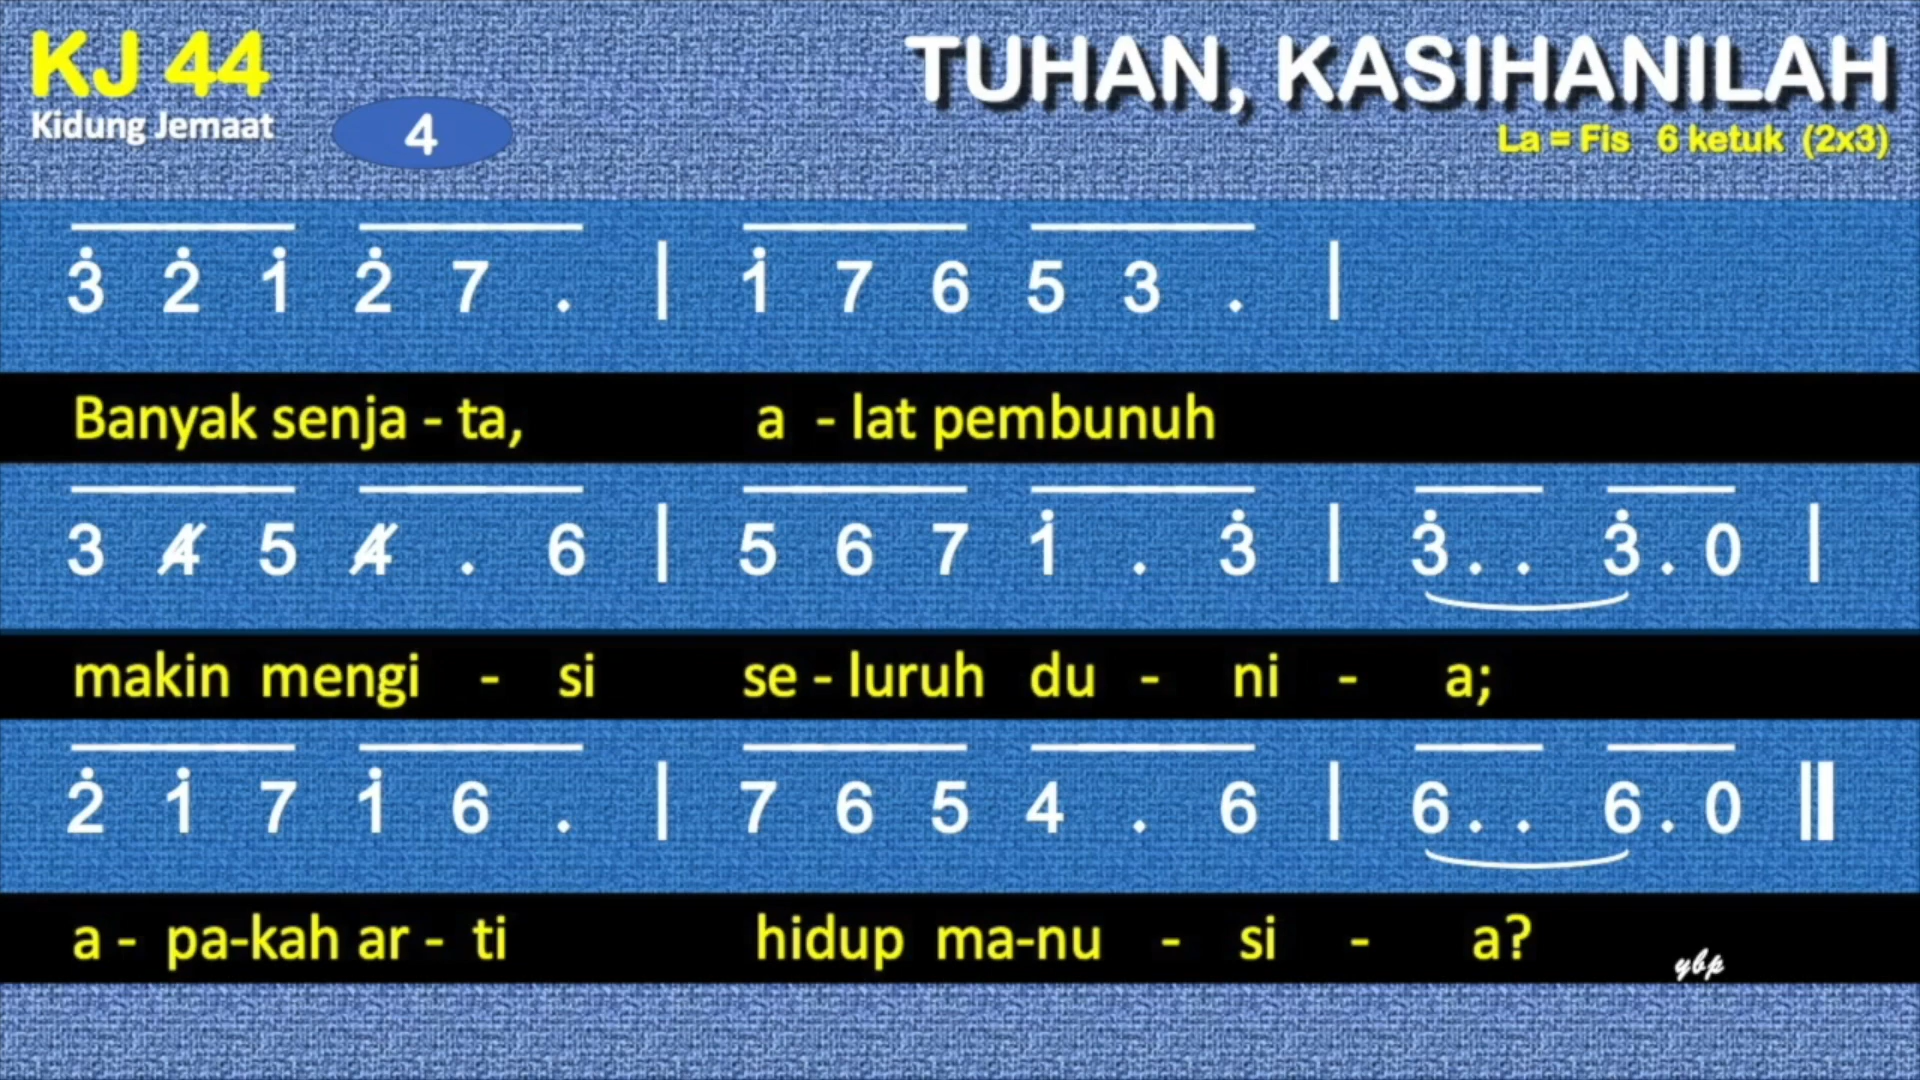 KJ 44
Kidung Jemaat
4
TUHAN, KASIHANILAH
La = Fis 6 ketuk (2x3)
3̇ 2̇ 1̇ 2̇ 7 . | 1̇ 7 6 5 3 . |
Banyak senja - ta, a - lat pembunuh
3 4̸ 5 4̸ . 6 | 5 6 7 1̇ . 3̇ | 3̇ . . 3̇ . 0 |
makin mengi - si se - luruh du - ni - a;
2̇ 1̇ 7 1̇ 6 . | 7 6 5 4 . 6 | 6 . . 6 . 0 ||
a - pa-kah ar - ti hidup ma-nu - si - a?
ybp